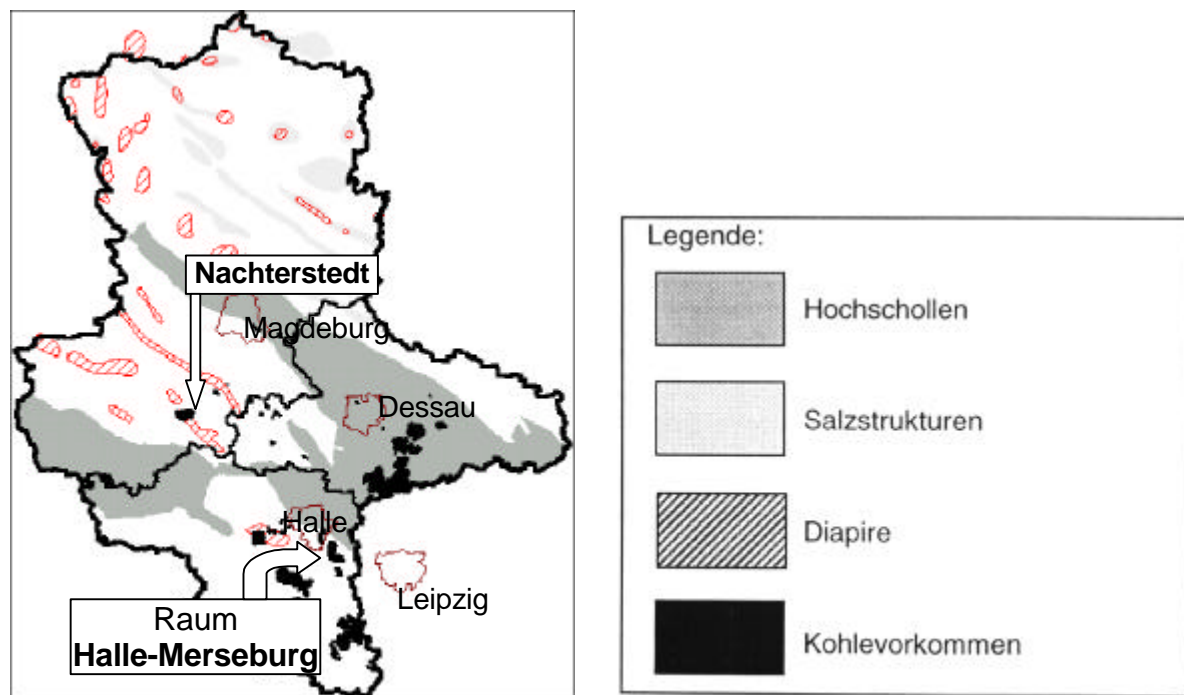 Nachterstedt
Magdeburg
Dessau
Halle
Leipzig
Raum
Halle-Merseburg
Legende:
Hochschollen
Salzstrukturen
Diapire
Kohlevorkommen